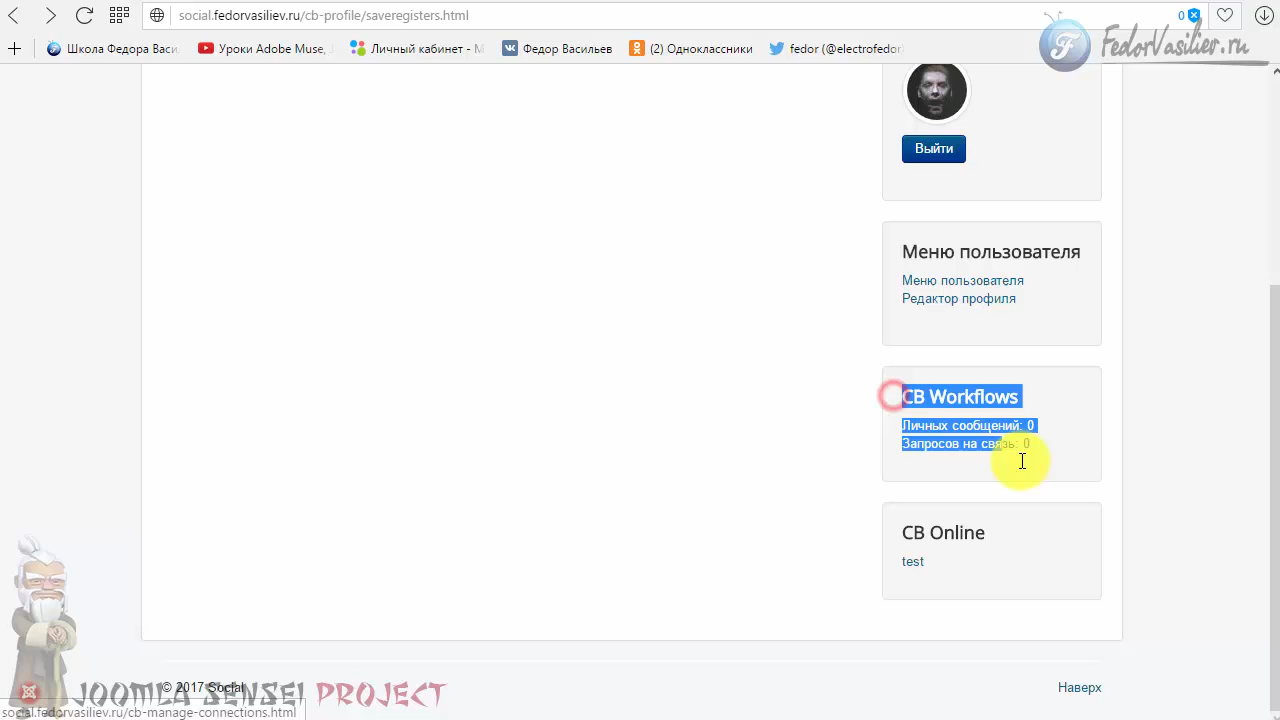 social.fedorvasiliev.ru/cb-profile/saveregisters.html
0
Школа Федора Васи.
Уроки Adobe Muse,
Личный кабинет - М
Федор Васильев
(2) Одноклассники
fedor (@electrofedor
FedorVasiliev.ru
Выйти
Меню пользователя
Меню пользователя
Редактор профиля
CB Workflows
Личных сообщений: 0
Запросов на связь: 0
CB Online
test
© 2017 Social
Наверх
JOOMLA SENSEI PROJECT
social.fedorvasiliev.ru/cb-manage-connections.html